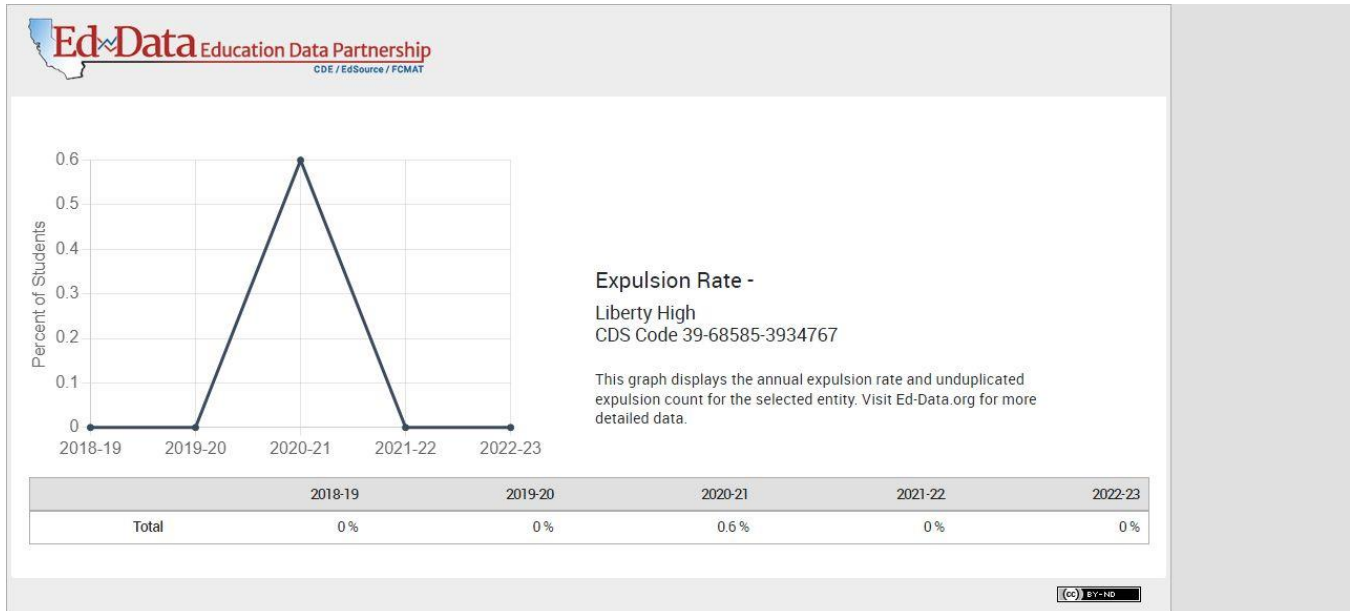 Ed Data Education Data Partnership
CDE / EdSource / FCMAT
0.6
0.5
0.4
0.3
0.2
0.1
0
Percent of Students
2018-19 2019-20 2020-21 2021-22 2022-23
Expulsion Rate -
Liberty High
CDS Code 39-68585-3934767
This graph displays the annual expulsion rate and unduplicated
expulsion count for the selected entity. Visit Ed-Data.org for more
detailed data.
2018-19 2019-20 2020-21 2021-22 2022-23
Total 0 % 0 % 0.6 % 0 % 0 %
(cc) BY-ND